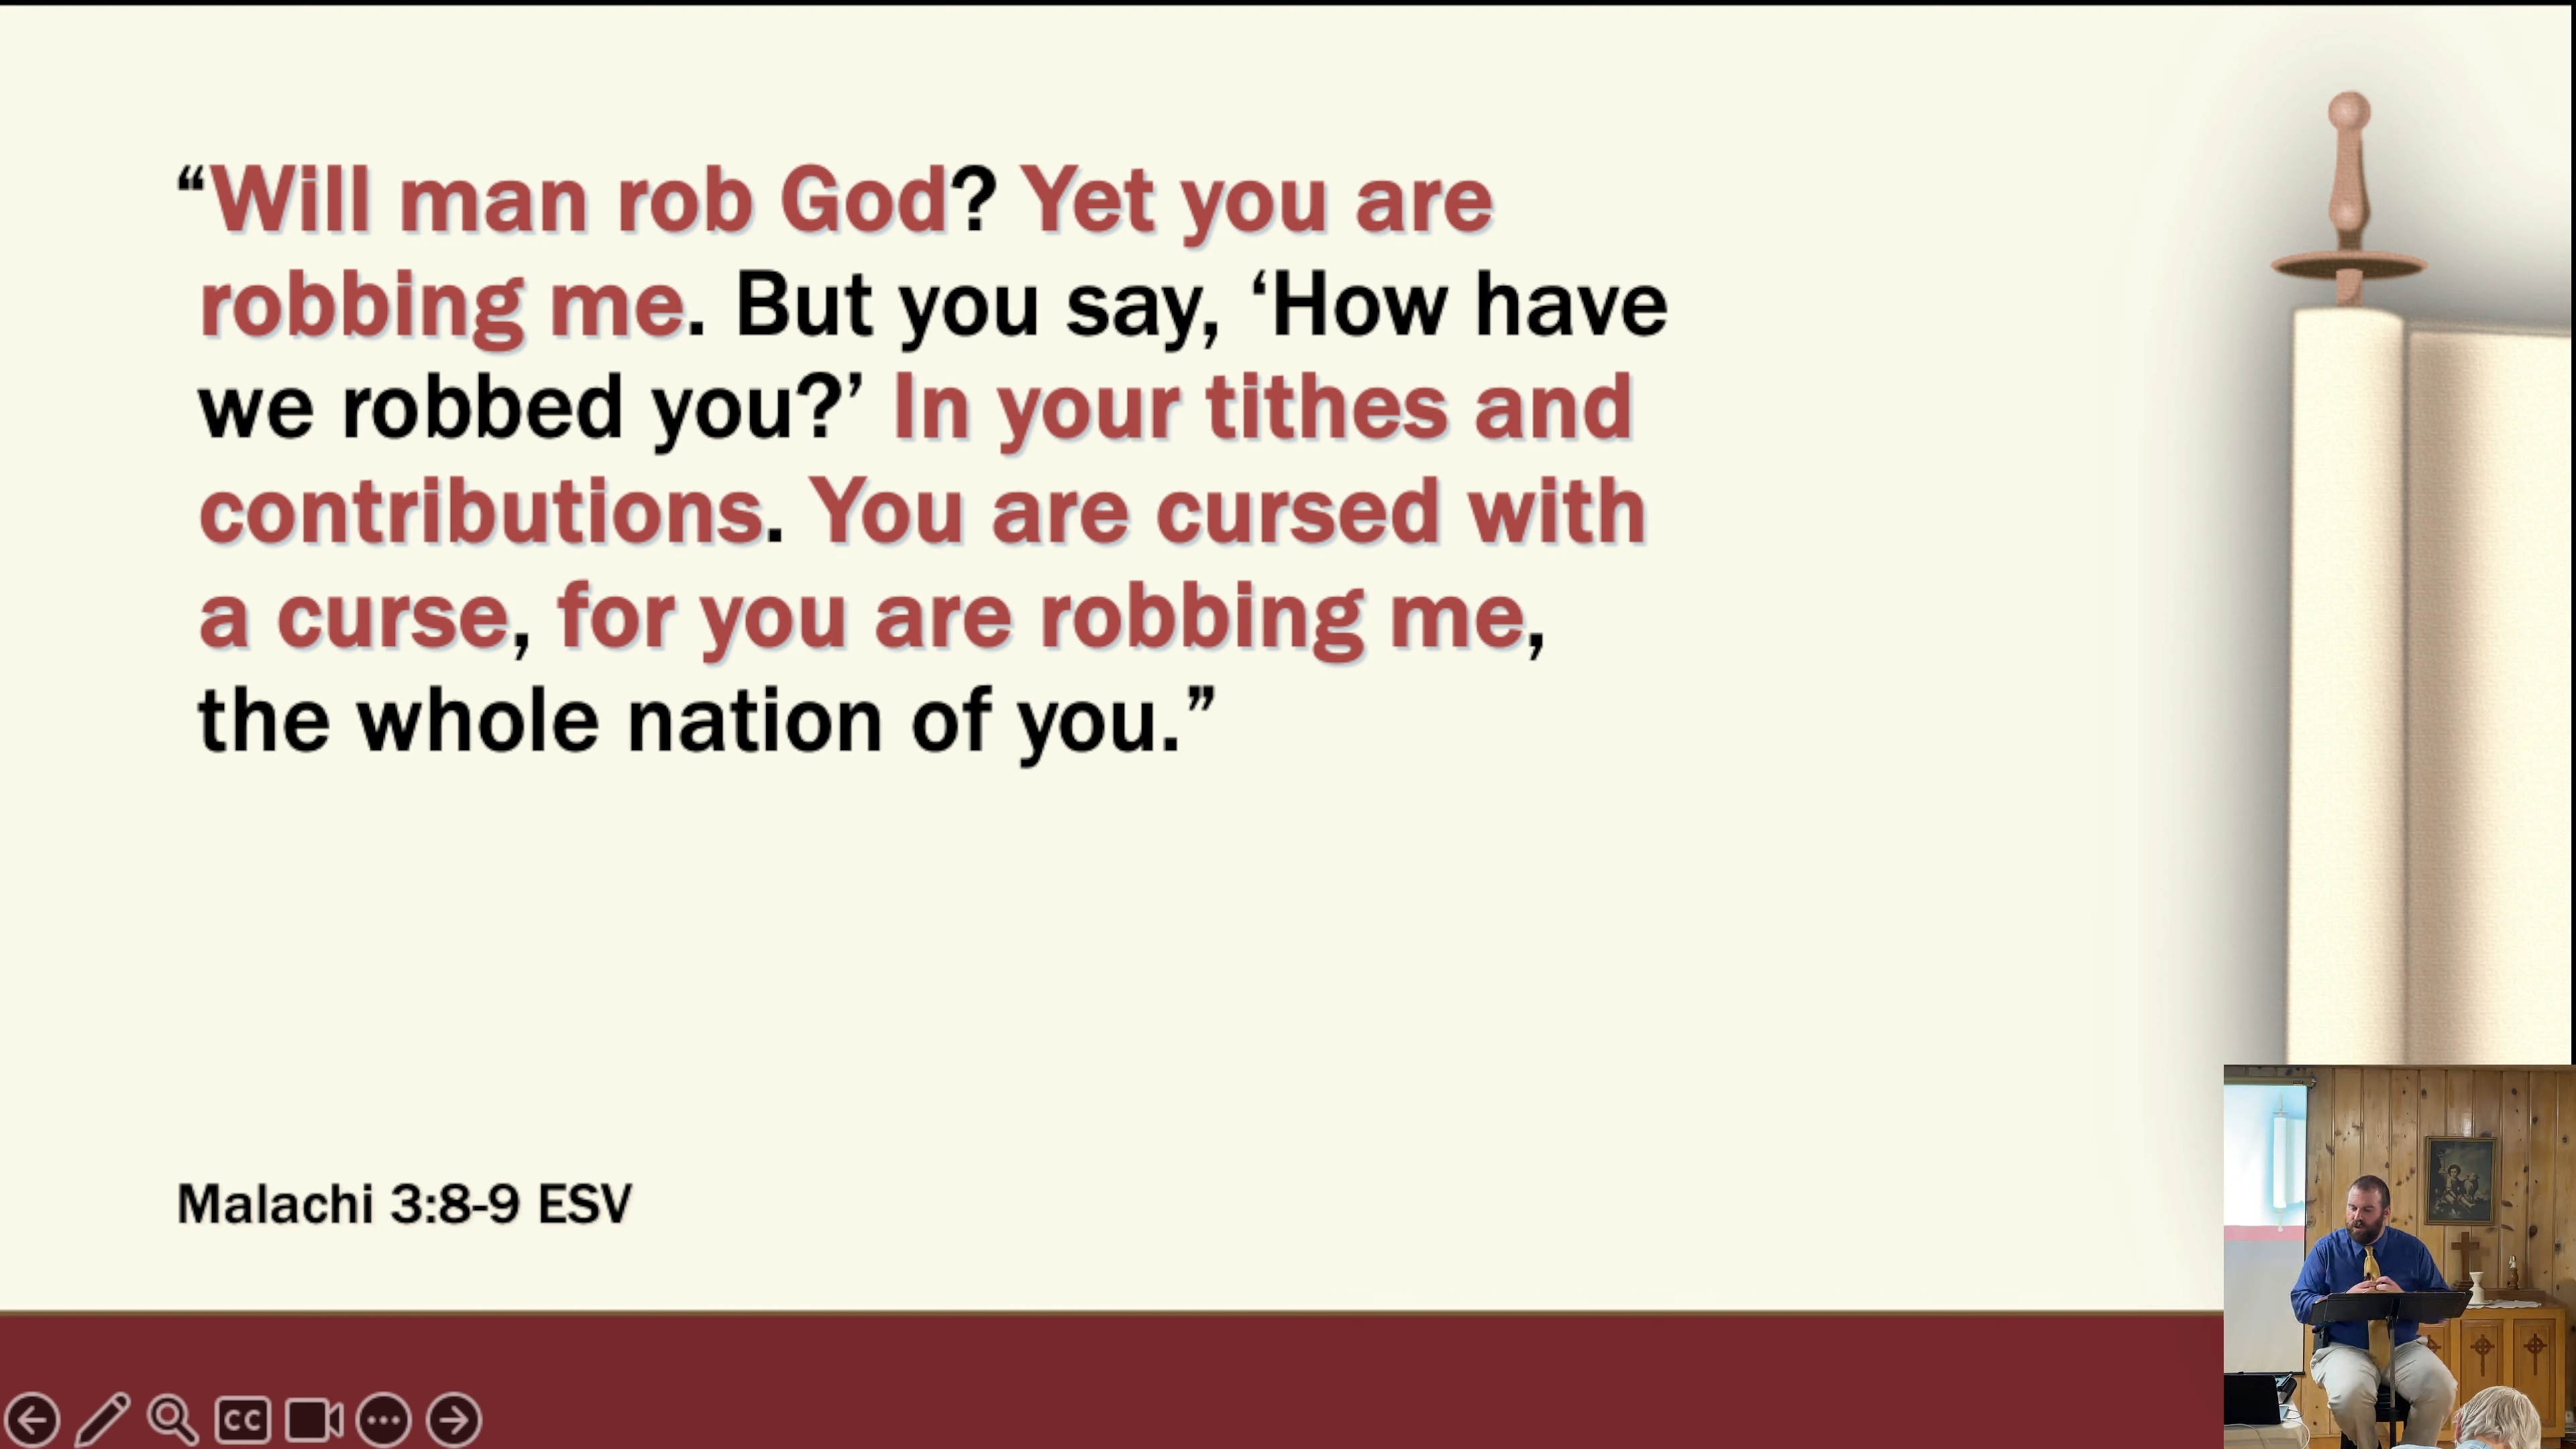 “Will man rob God? Yet you are
robbing me. But you say, ‘How have
we robbed you?’ In your tithes and
contributions. You are cursed with
a curse, for you are robbing me,
the whole nation of you.”
Malachi 3:8-9 ESV
CC